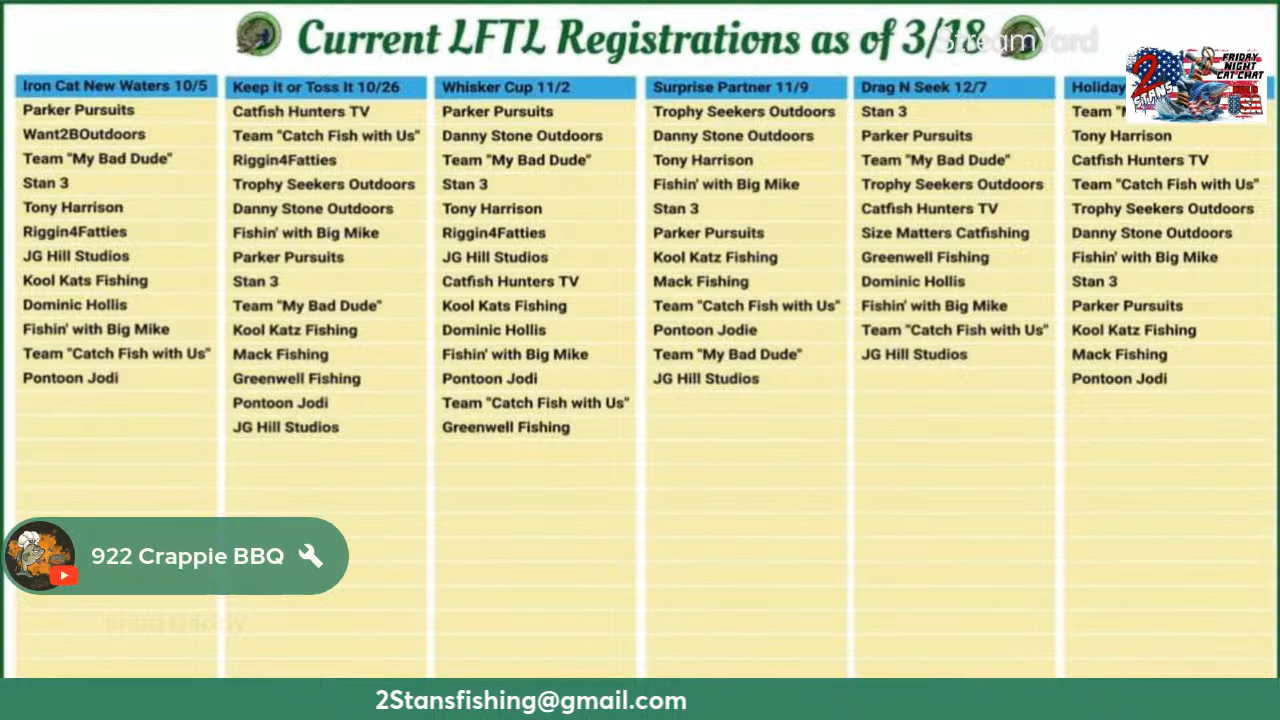 Current LFTL Registrations as of 3/18
StreamYard
2
STANS
FRIDAY
NIGHT
CAT CHAT
USA
Iron Cat New Waters 10/5
Parker Pursuits
Want2BOutdoors
Team "My Bad Dude"
Stan 3
Tony Harrison
Riggin4Fatties
JG Hill Studios
Kool Kats Fishing
Dominic Hollis
Fishin' with Big Mike
Team "Catch Fish with Us"
Pontoon Jodi
Keep it or Toss It 10/26
Catfish Hunters TV
Team "Catch Fish with Us"
Riggin4Fatties
Trophy Seekers Outdoors
Danny Stone Outdoors
Fishin' with Big Mike
Parker Pursuits
Stan 3
Team "My Bad Dude"
Kool Katz Fishing
Mack Fishing
Greenwell Fishing
Pontoon Jodi
JG Hill Studios
Whisker Cup 11/2
Parker Pursuits
Danny Stone Outdoors
Team "My Bad Dude"
Stan 3
Tony Harrison
Riggin4Fatties
JG Hill Studios
Catfish Hunters TV
Kool Kats Fishing
Dominic Hollis
Fishin' with Big Mike
Pontoon Jodi
Team "Catch Fish with Us"
Greenwell Fishing
Surprise Partner 11/9
Trophy Seekers Outdoors
Danny Stone Outdoors
Tony Harrison
Fishin' with Big Mike
Stan 3
Parker Pursuits
Kool Katz Fishing
Mack Fishing
Team "Catch Fish with Us"
Pontoon Jodie
Team "My Bad Dude"
JG Hill Studios
Drag N Seek 12/7
Stan 3
Parker Pursuits
Team "My Bad Dude"
Trophy Seekers Outdoors
Catfish Hunters TV
Size Matters Catfishing
Greenwell Fishing
Dominic Hollis
Fishin' with Big Mike
Team "Catch Fish with Us"
JG Hill Studios
Holiday
Team
Tony Harrison
Catfish Hunters TV
Team "Catch Fish with Us"
Trophy Seekers Outdoors
Danny Stone Outdoors
Fishin' with Big Mike
Stan 3
Parker Pursuits
Kool Katz Fishing
Mack Fishing
Pontoon Jodi
922 Crappie BBQ
2Stansfishing@gmail.com